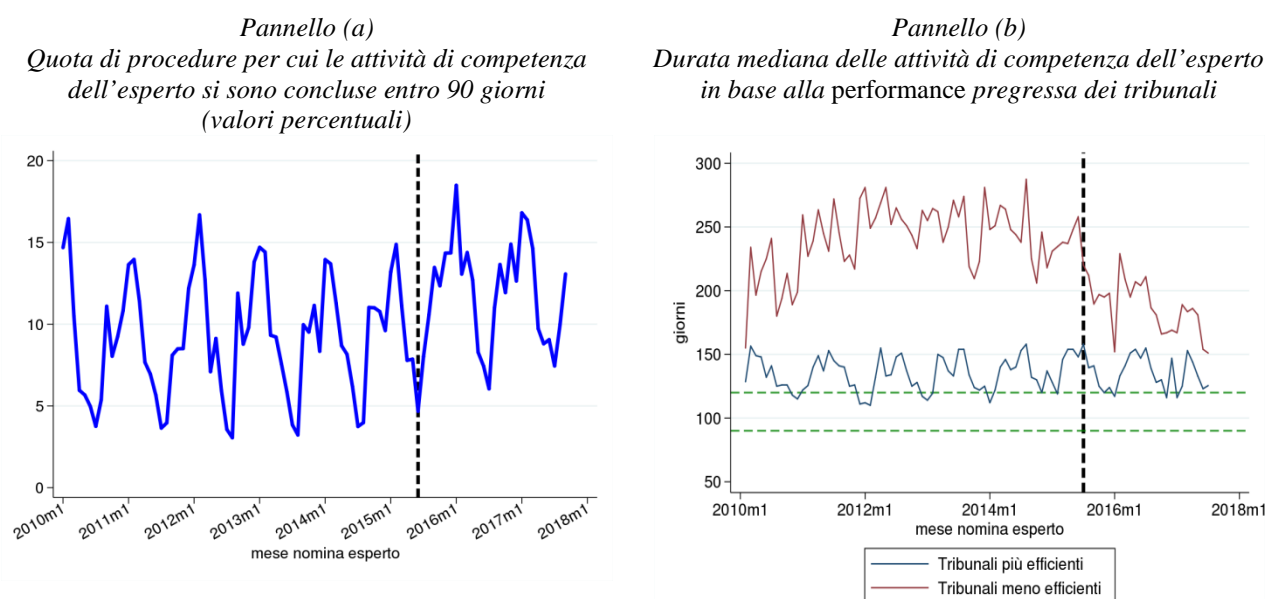 Pannello (a)
Quota di procedure per cui le attività di competenza
dell'esperto si sono concluse entro 90 giorni
(valori percentuali)
20
15
10
5
0
2010m1
2011m1
2012m1
2013m1
2014m1
2015m1
2016m1
2017m1
2018m1
mese nomina esperto
Pannello (b)
Durata mediana delle attività di competenza dell'esperto
in base alla performance pregressa dei tribunali
300
250
200
150
100
50
giorni
2010m1
2012m1
2014m1
2016m1
2018m1
mese nomina esperto
Tribunali più efficienti
Tribunali meno efficienti